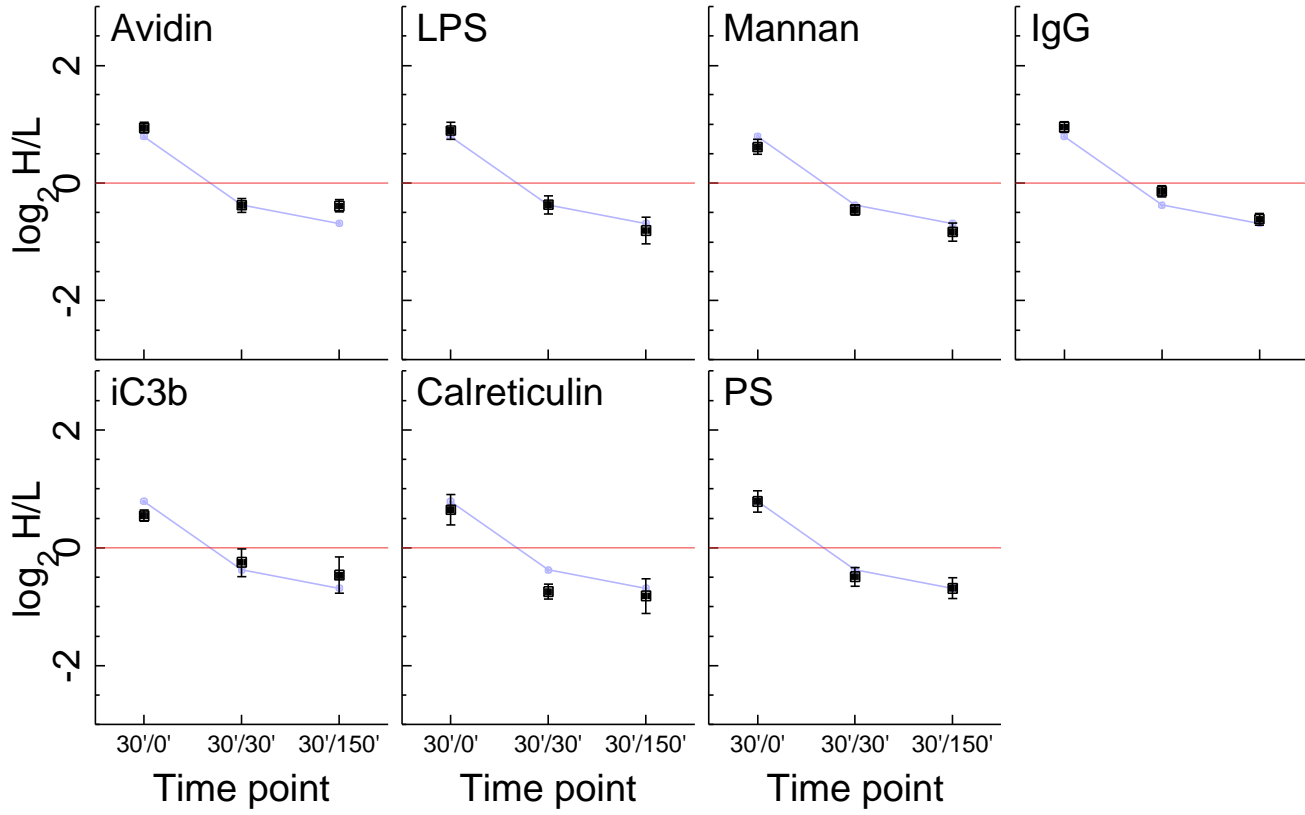 Avidin
LPS
Mannan
IgG
2
0
-2
log2 H/L
iC3b
Calreticulin
PS
2
0
-2
log2 H/L
30'/0' 30'/30' 30'/150'
30'/0' 30'/30' 30'/150'
30'/0' 30'/30' 30'/150'
Time point
Time point
Time point